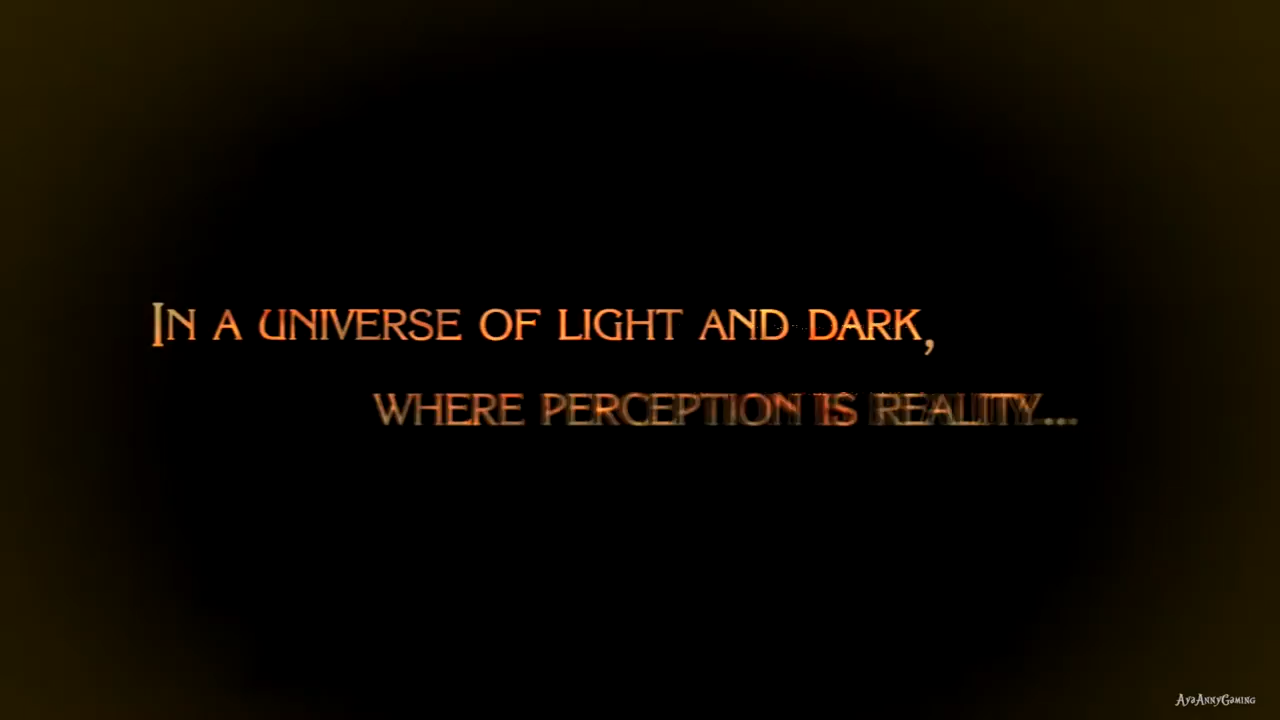 In a universe of light and dark,
where perception is reality...
AyaAnnyGaming